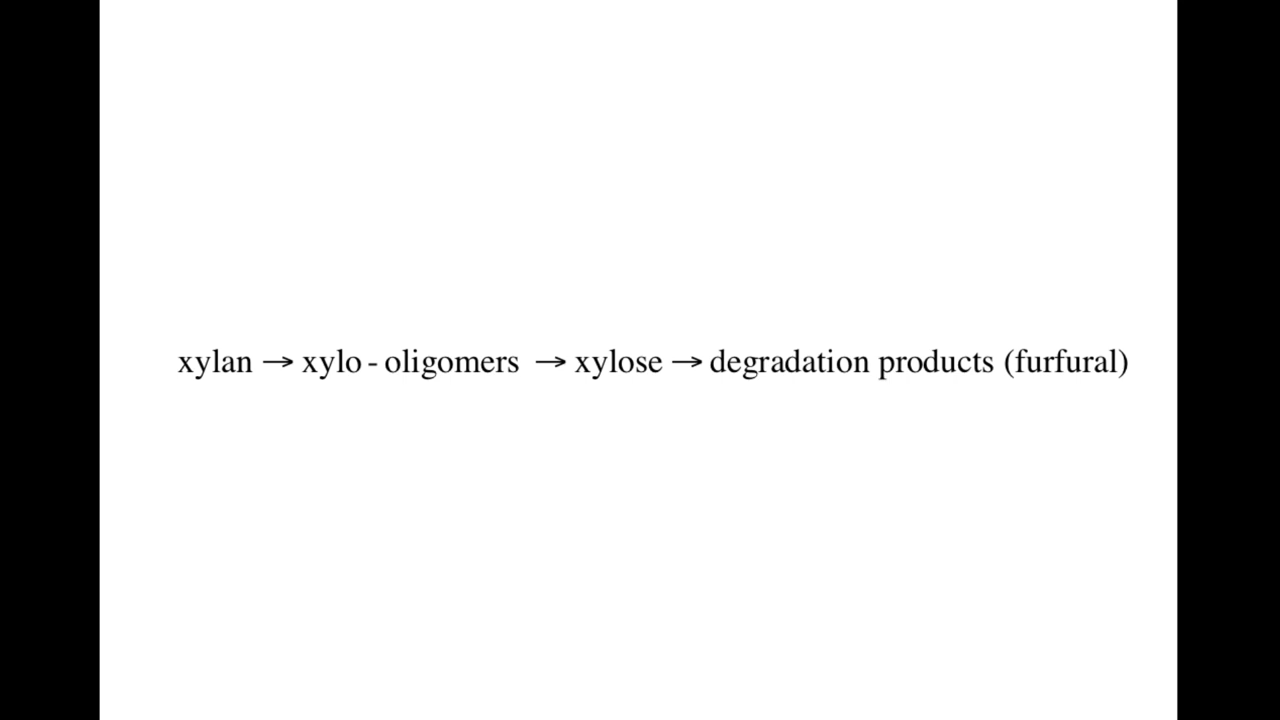 xylan → xylo - oligomers → xylose → degradation products (furfural)